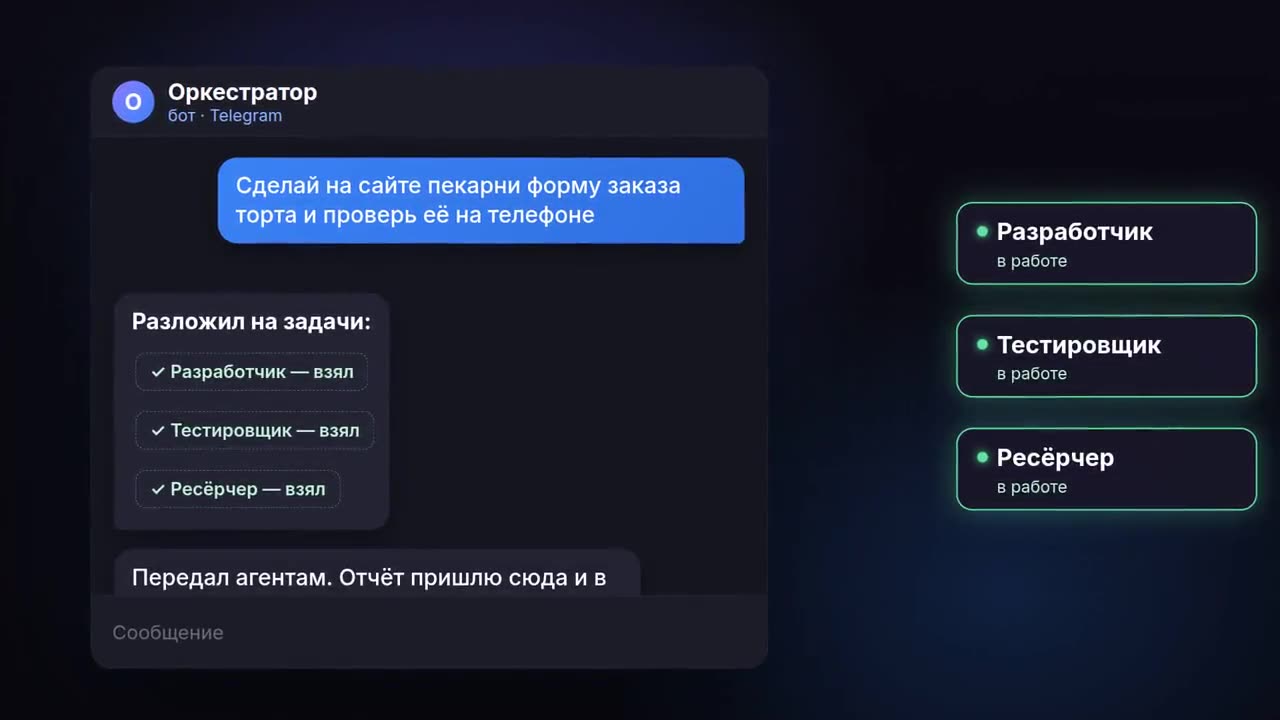 О
Оркестратор
бот · Telegram
Сделай на сайте пекарни форму заказа
торта и проверь её на телефоне
Разложил на задачи:
✓ Разработчик — взял
✓ Тестировщик — взял
✓ Ресёрчер — взял
Передал агентам. Отчёт пришлю сюда и в
Сообщение
Разработчик
в работе
Тестировщик
в работе
Ресёрчер
в работе